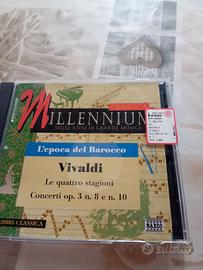 CLASSICA
MILLENNIUM
MILLE ANNI DI GRANDE MUSICA
L'epoca del Barocco
Vivaldi
Le quattro stagioni
Concerti op. 3 n. 8 e n. 10
CLASSICA
subito